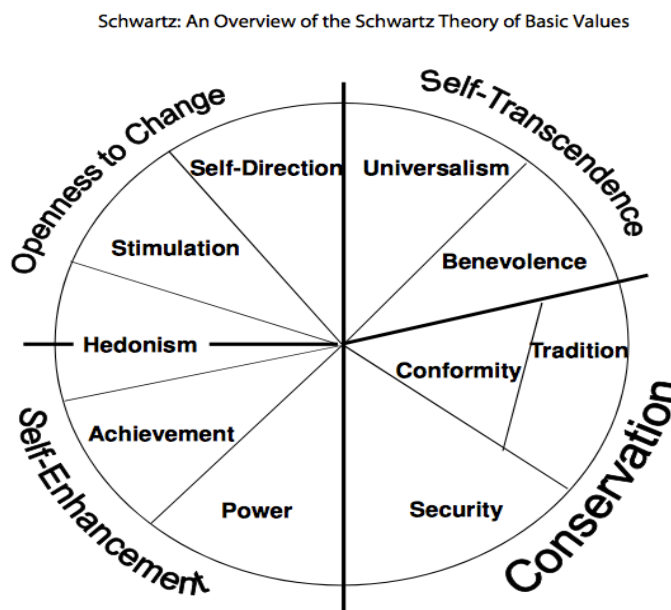 Schwartz: An Overview of the Schwartz Theory of Basic Values
Openness to Change
Self-Transcendence
Self-Direction
Universalism
Stimulation
Benevolence
Hedonism
Tradition
Conformity
Achievement
Power
Security
Self-Enhancement
Conservation